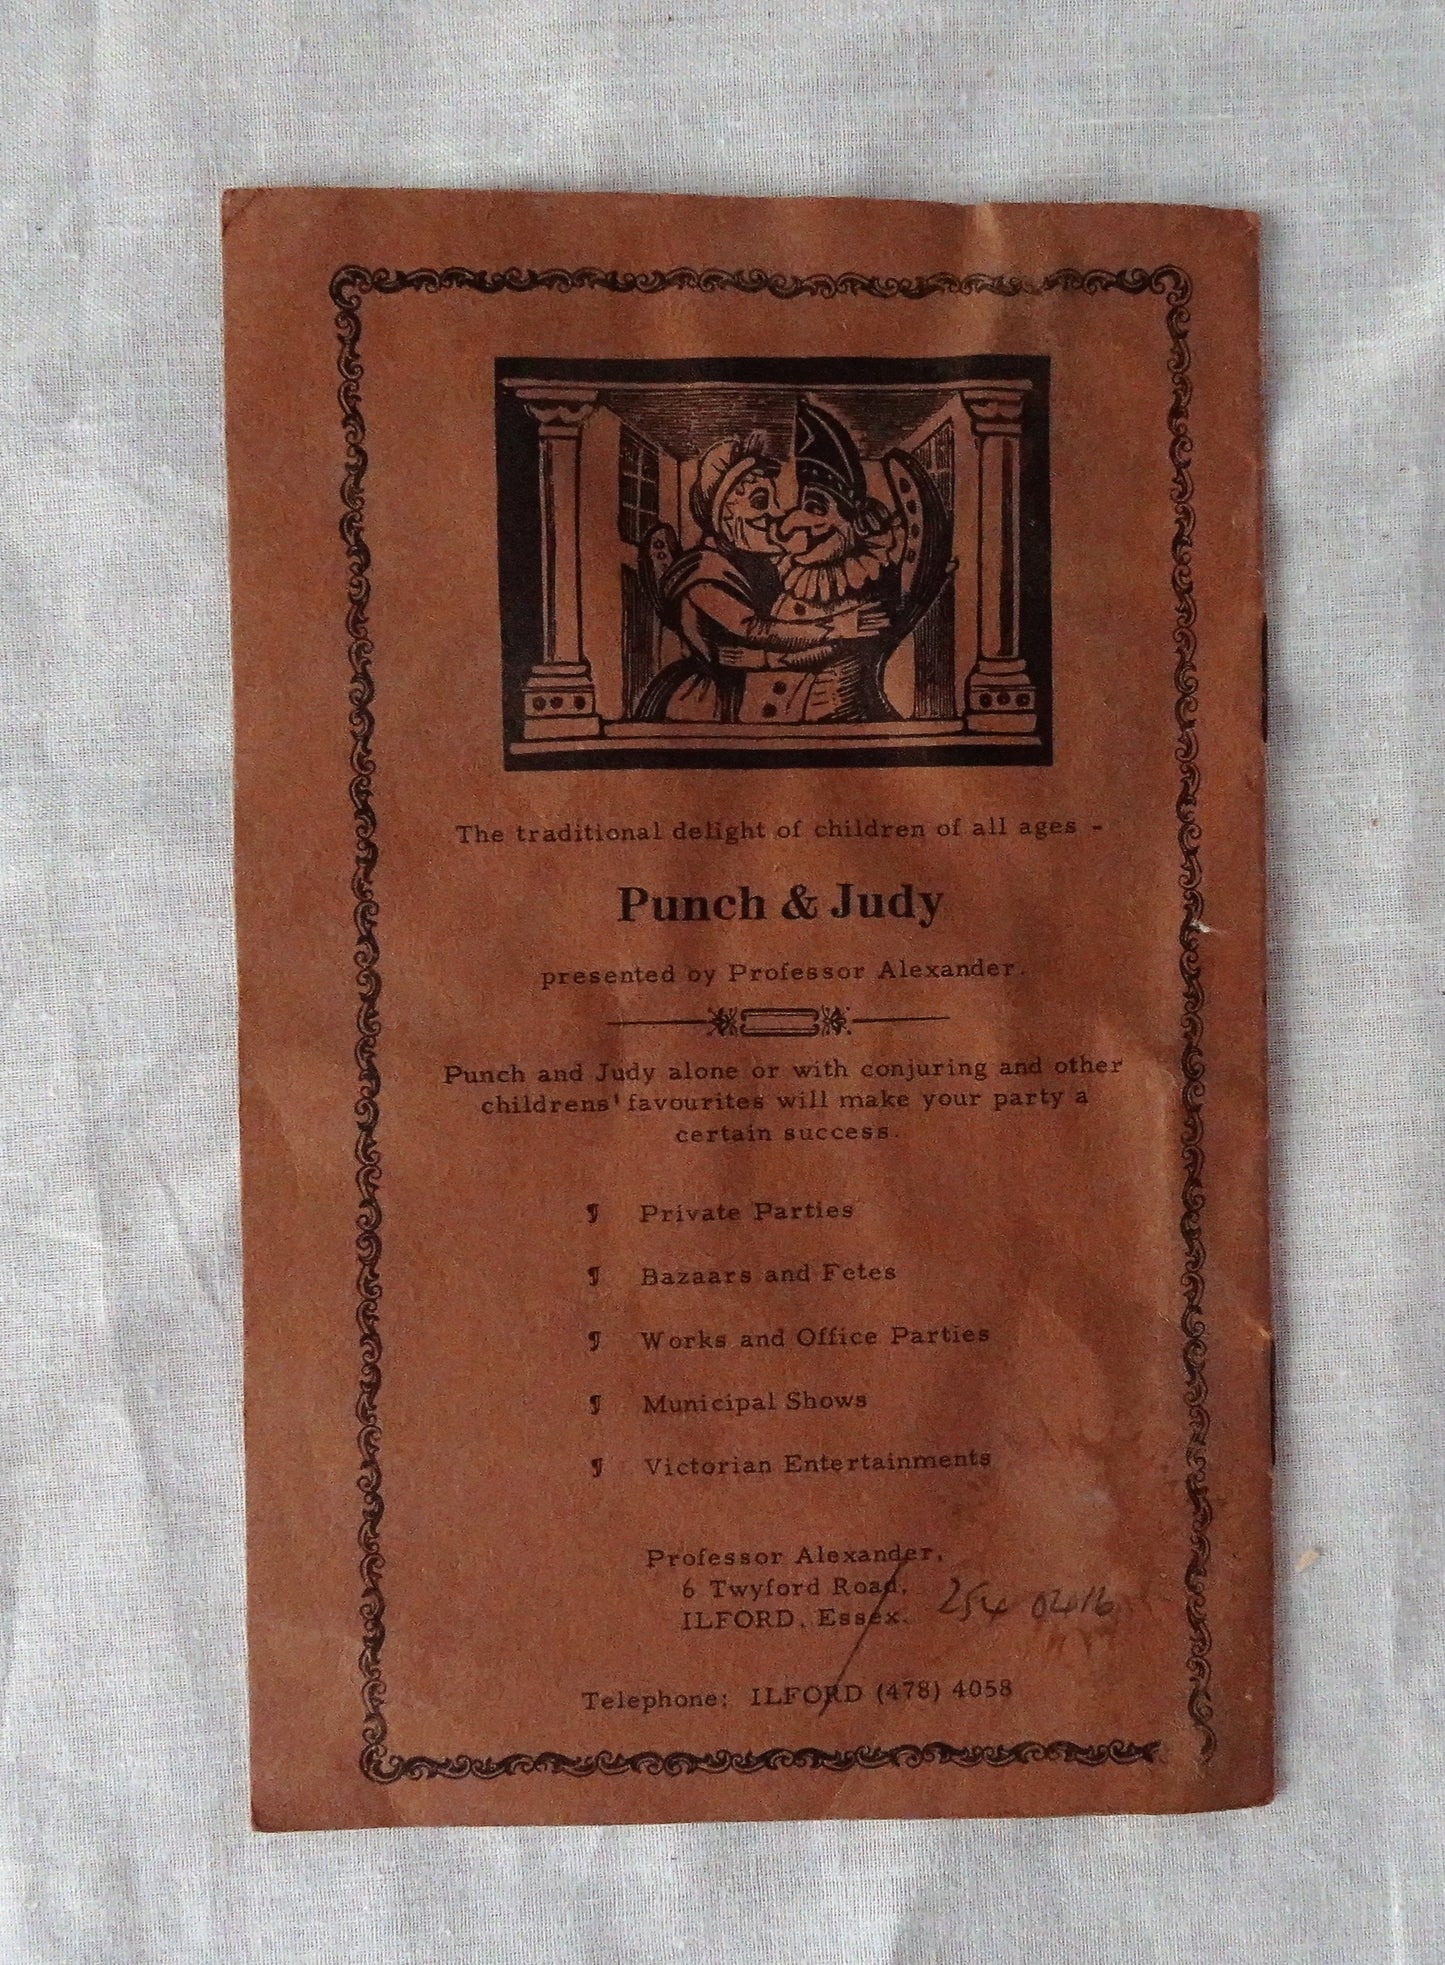 The traditional delight of children of all ages -
Punch & Judy
presented by Professor Alexander.
Punch and Judy alone or with conjuring and other
childrens' favourites will make your party a
certain success.
¶ Private Parties
¶ Bazaars and Fetes
¶ Works and Office Parties
¶ Municipal Shows
¶ Victorian Entertainments
Professor Alexander,
6 Twyford Road,
ILFORD, Essex. 254
Telephone: ILFORD (478) 4058